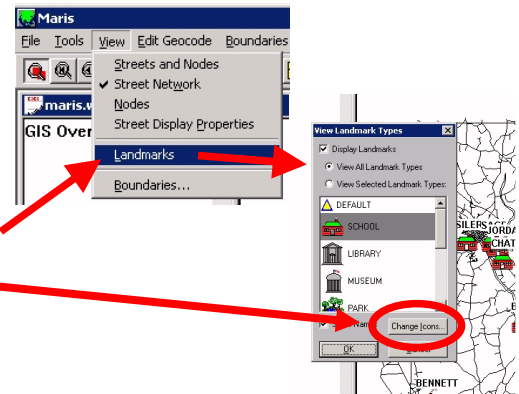 Maris
File Tools View Edit Geocode Boundaries
Streets and Nodes
Street Network
Nodes
Street Display Properties
Landmarks
Boundaries...
maris.w
GIS Over
View Landmark Types
Display Landmarks
View All Landmark Types
View Selected Landmark Types:
DEFAULT
SCHOOL
LIBRARY
MUSEUM
PARK
Change Icons...
OK
JORDA
CHAT
BENNETT